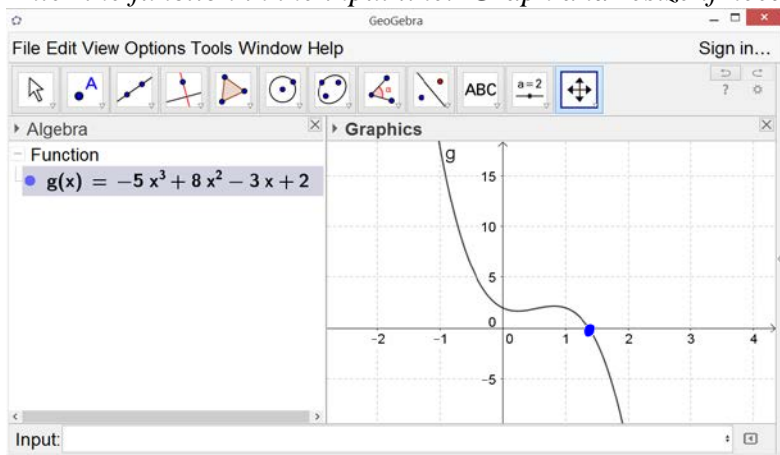 GeoGebra
File Edit View Options Tools Window Help
Sign in...
A
α
ABC
a=2
?
Algebra
Graphics
Function
g(x) = −5 x³ + 8 x² − 3 x + 2
g
15
10
5
0
−2 −1 0 1 2 3 4
−5
Input: